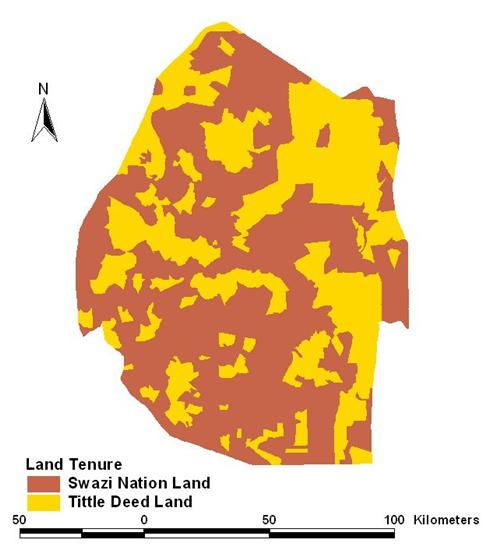 N
Land Tenure
Swazi Nation Land
Tittle Deed Land
50 0 50 100 Kilometers